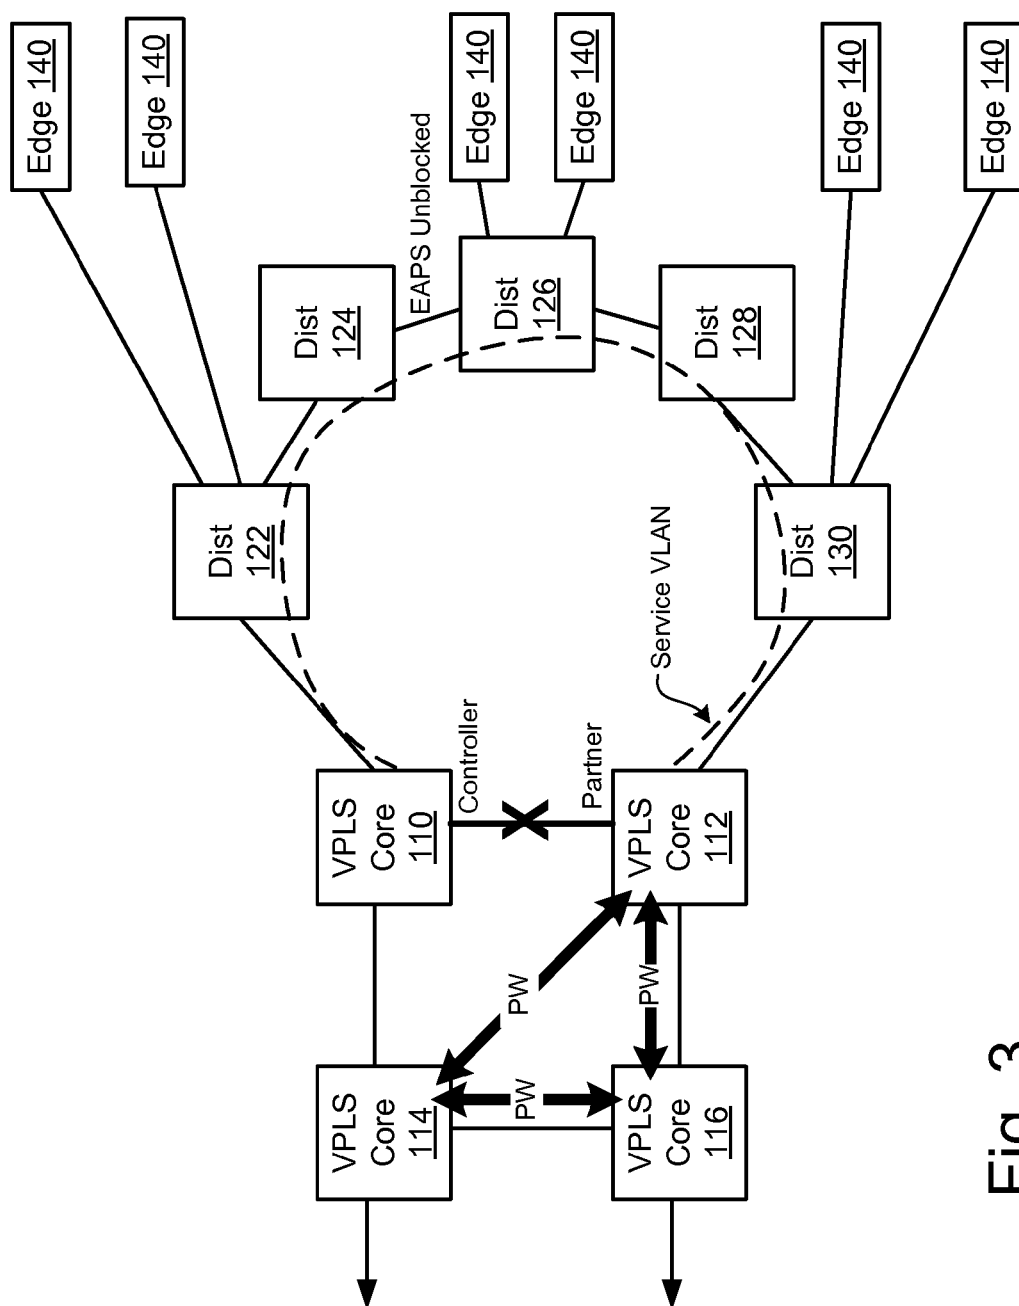 Edge 140
Edge 140
Edge 140
Edge 140
Edge 140
Edge 140
EAPS Unblocked
Dist
122
Dist
124
Dist
126
Dist
128
Dist
130
Service VLAN
Controller
Partner
VPLS
Core
110
VPLS
Core
112
PW
PW
PW
VPLS
Core
114
VPLS
Core
116
Fig. 3